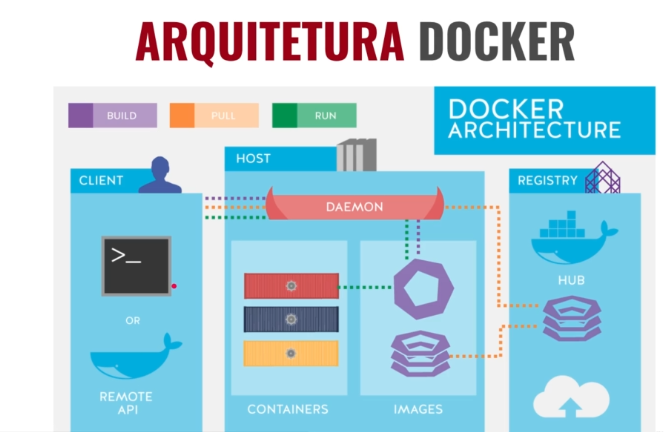 ARQUITETURA DOCKER
BUILD
PULL
RUN
DOCKER
ARCHITECTURE
HOST
CLIENT
REGISTRY
DAEMON
>_
HUB
OR
REMOTE
API
CONTAINERS
IMAGES